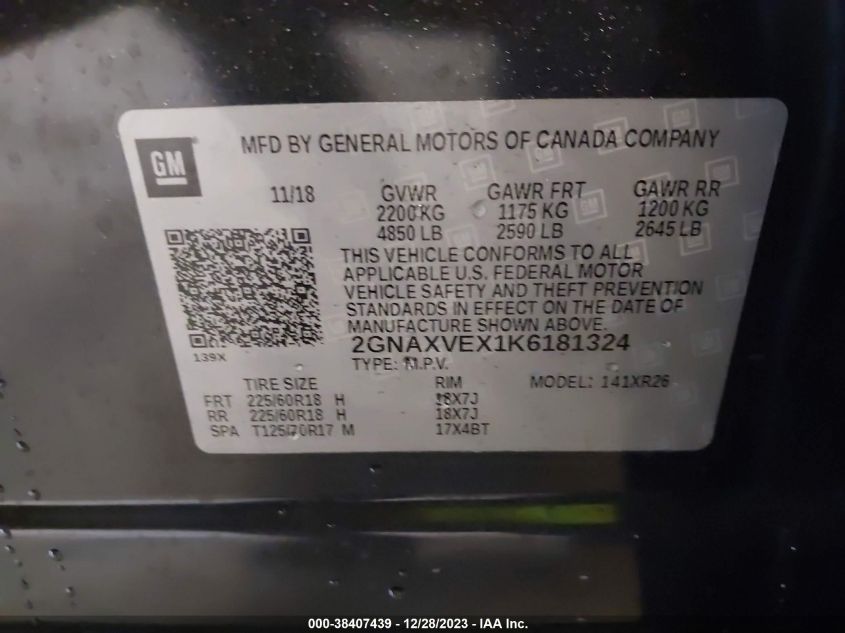 GM
MFD BY GENERAL MOTORS OF CANADA COMPANY
11/18 GVWR GAWR FRT GAWR RR
2200 KG 1175 KG 1200 KG
4850 LB 2590 LB 2645 LB
THIS VEHICLE CONFORMS TO ALL
APPLICABLE U.S. FEDERAL MOTOR
VEHICLE SAFETY AND THEFT PREVENTION
STANDARDS IN EFFECT ON THE DATE OF
MANUFACTURE SHOWN ABOVE.
139X
2GNAXVEX1K6181324
TYPE: M.P.V.
TIRE SIZE RIM MODEL: 141XR26
FRT 225/60R18 H 18X7J
RR 225/60R18 H 18X7J
SPA T125/70R17 M 17X4BT
000-38407439 - 12/28/2023 - IAA Inc.